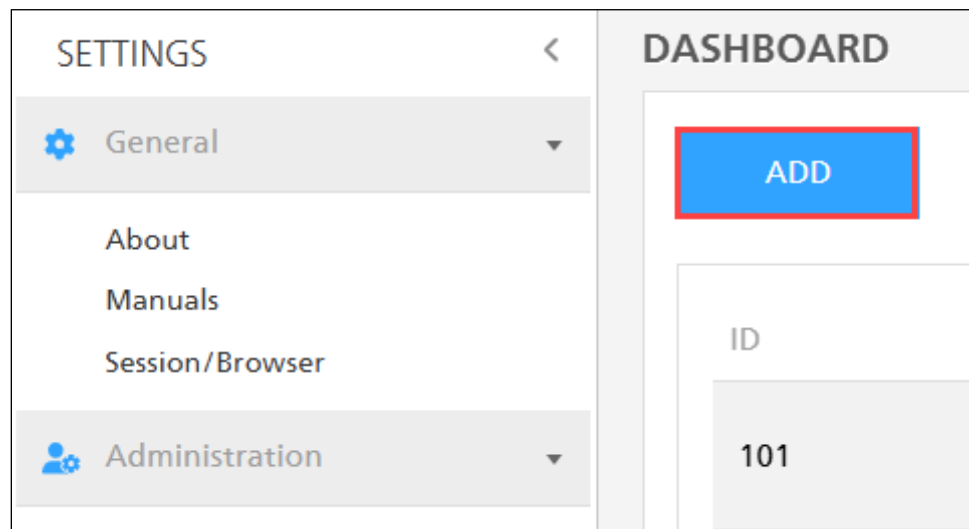 SETTINGS
General
About
Manuals
Session/Browser
Administration
DASHBOARD
ADD
ID
101